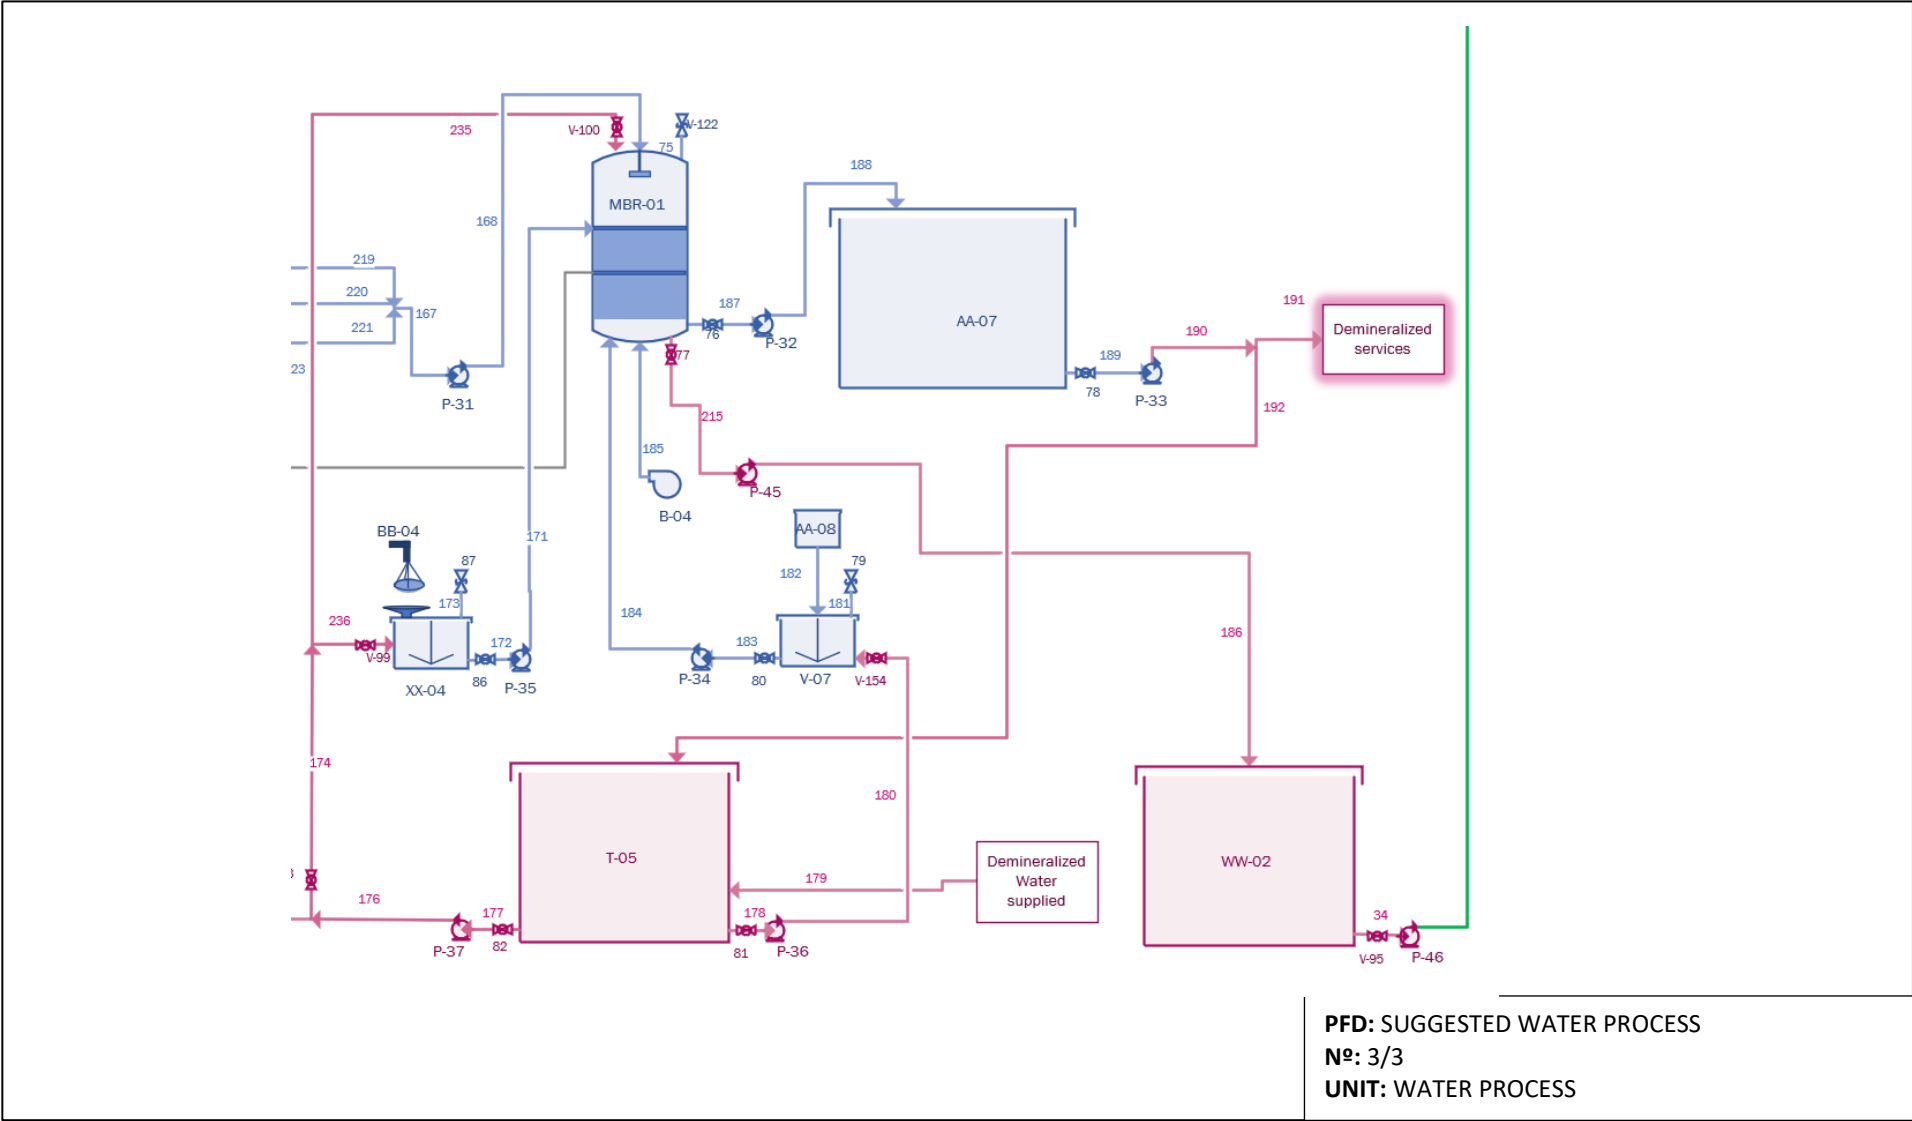 235
V-100
V-122
75
188
MBR-01
168
219
220
167
221
23
187
76
P-32
77
AA-07
191
Demineralized
services
190
189
78
P-33
192
P-31
215
185
P-45
B-04
BB-04
171
87
173
AA-08
79
182
181
236
V-99
172
86
P-35
XX-04
184
183
P-34
80
V-07
V-154
186
174
180
T-05
Demineralized
Water
supplied
179
WW-02
176
177
P-37
82
178
81
P-36
34
V-95
P-46
PFD: SUGGESTED WATER PROCESS
Nº: 3/3
UNIT: WATER PROCESS